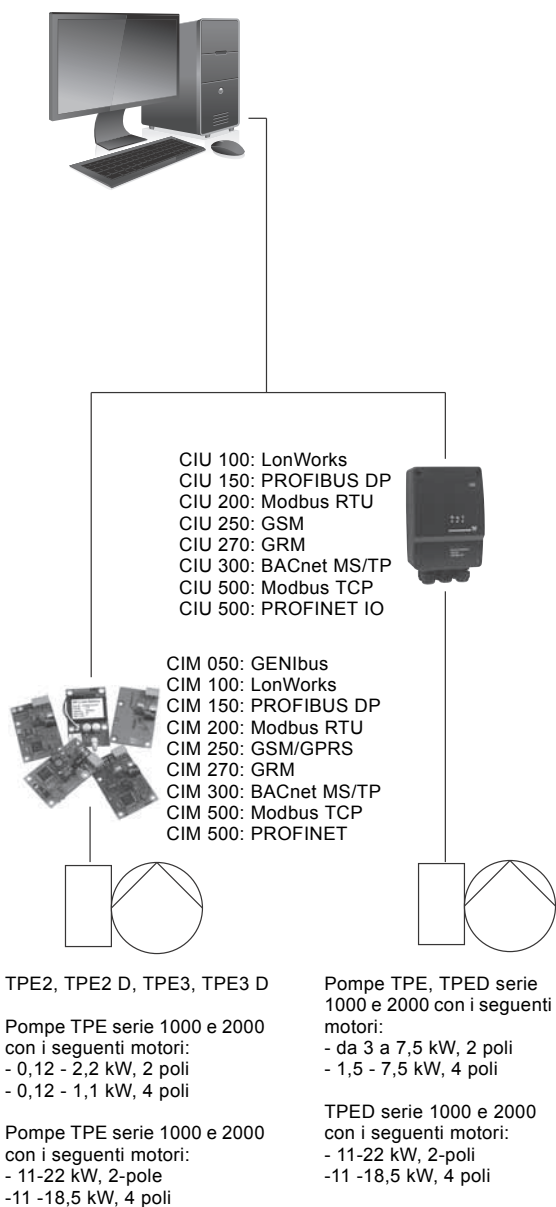 CIU 100: LonWorks
CIU 150: PROFIBUS DP
CIU 200: Modbus RTU
CIU 250: GSM
CIU 270: GRM
CIU 300: BACnet MS/TP
CIU 500: Modbus TCP
CIU 500: PROFINET IO
CIM 050: GENIbus
CIM 100: LonWorks
CIM 150: PROFIBUS DP
CIM 200: Modbus RTU
CIM 250: GSM/GPRS
CIM 270: GRM
CIM 300: BACnet MS/TP
CIM 500: Modbus TCP
CIM 500: PROFINET
TPE2, TPE2 D, TPE3, TPE3 D
Pompe TPE serie 1000 e 2000
con i seguenti motori:
- 0,12 - 2,2 kW, 2 poli
- 0,12 - 1,1 kW, 4 poli
Pompe TPE serie 1000 e 2000
con i seguenti motori:
- 11-22 kW, 2-pole
-11 -18,5 kW, 4 poli
Pompe TPE, TPED serie
1000 e 2000 con i seguenti
motori:
- da 3 a 7,5 kW, 2 poli
- 1,5 - 7,5 kW, 4 poli
TPED serie 1000 e 2000
con i seguenti motori:
- 11-22 kW, 2-poli
-11 -18,5 kW, 4 poli